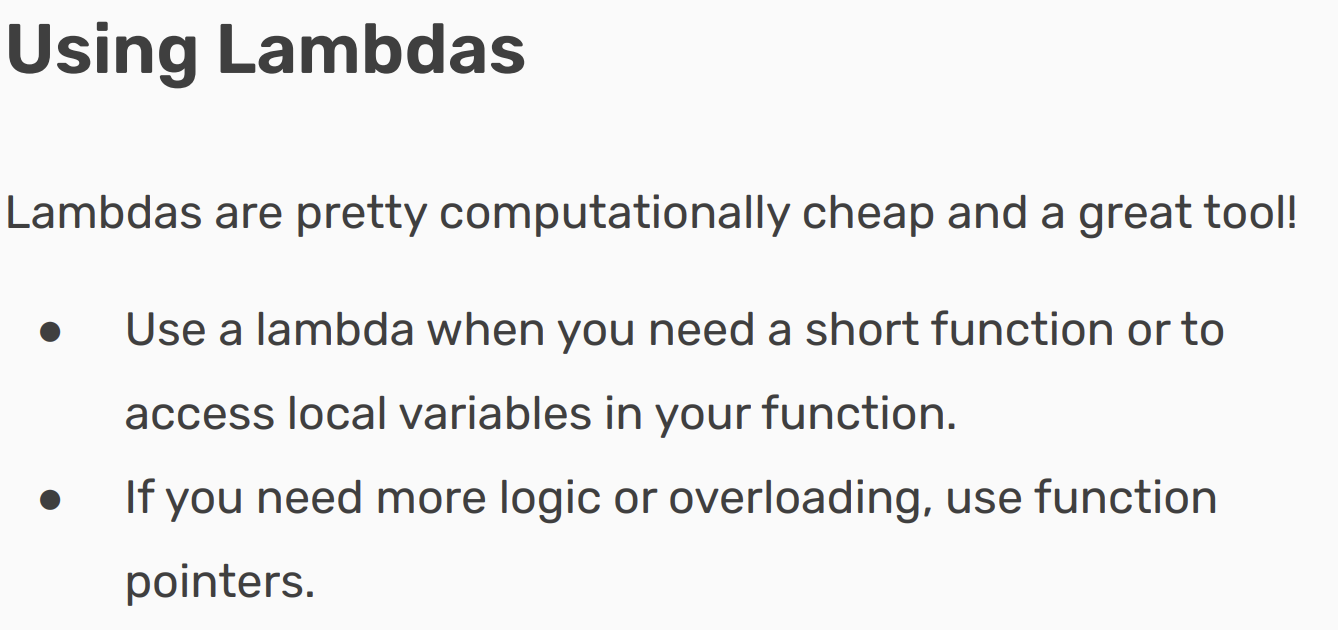 Using Lambdas
Lambdas are pretty computationally cheap and a great tool!
● Use a lambda when you need a short function or to
access local variables in your function.
● If you need more logic or overloading, use function
pointers.